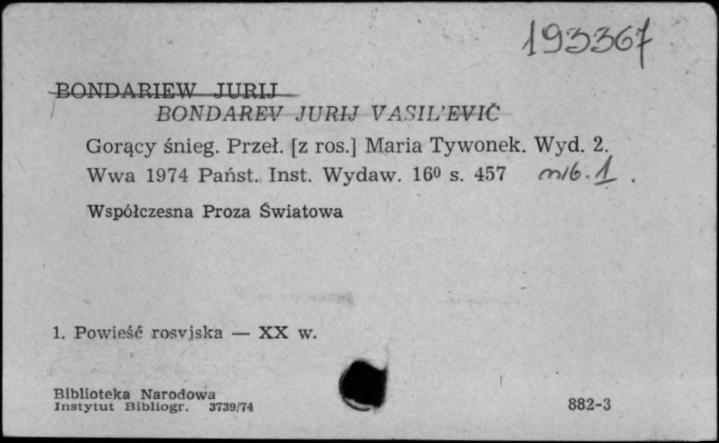 193367
BONDARIEW JURIJ
BONDAREV JURIJ VASIL'EVIČ
Gorący śnieg. Przeł. [z ros.] Maria Tywonek. Wyd. 2.
Wwa 1974 Państ. Inst. Wydaw. 16⁰ s. 457 nlb. 1.
Współczesna Proza Światowa
1. Powieść rosyjska — XX w.
Biblioteka Narodowa
Instytut Bibliogr. 3739/74
882-3